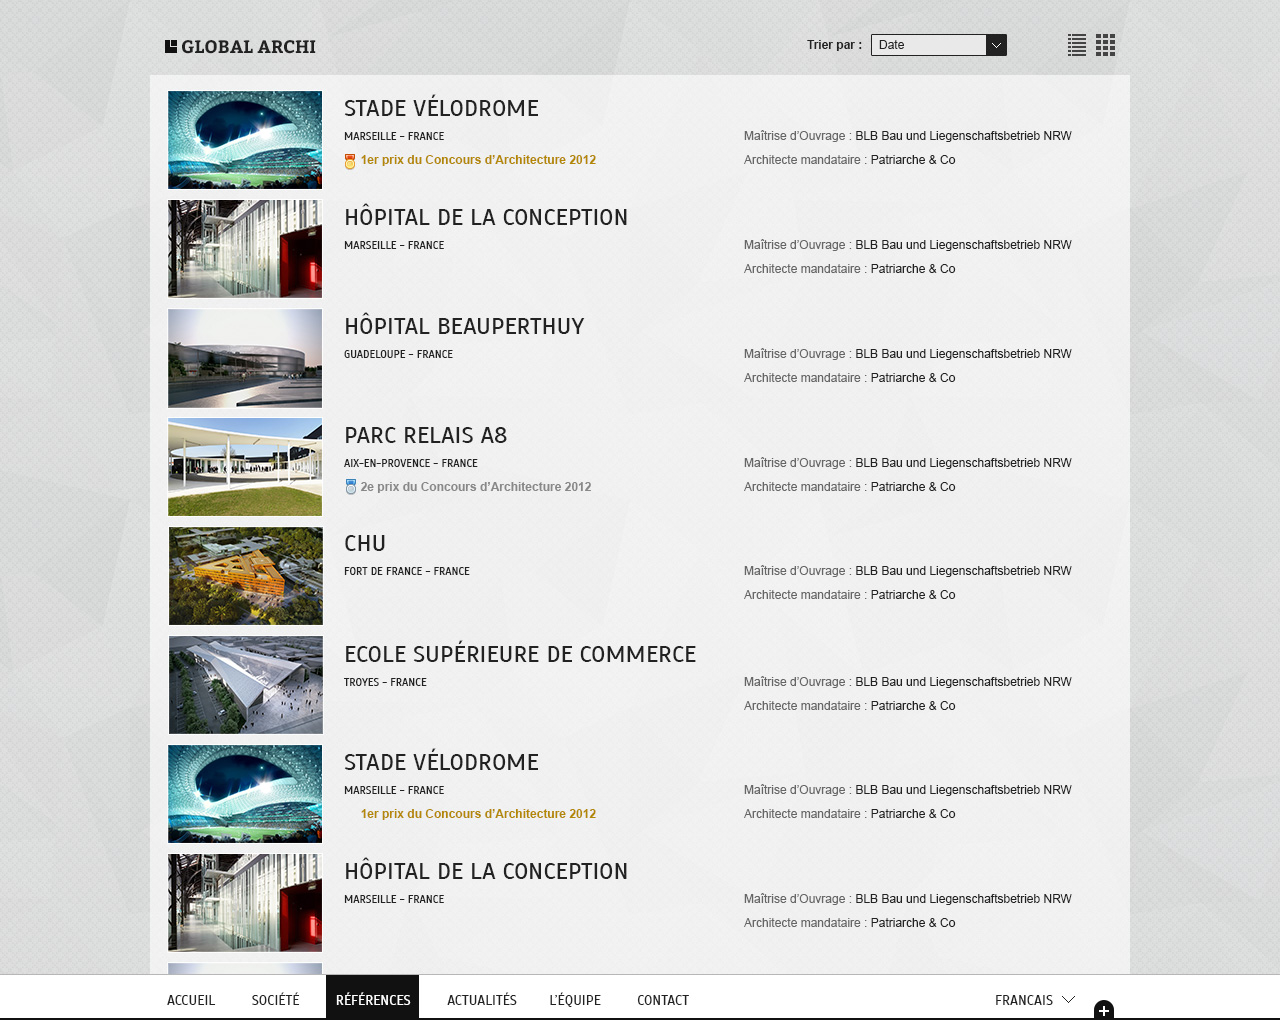 GLOBAL ARCHI
Trier par : Date
STADE VÉLODROME
MARSEILLE – FRANCE
1er prix du Concours d'Architecture 2012
Maîtrise d'Ouvrage : BLB Bau und Liegenschaftsbetrieb NRW
Architecte mandataire : Patriarche & Co
HÔPITAL DE LA CONCEPTION
MARSEILLE – FRANCE
Maîtrise d'Ouvrage : BLB Bau und Liegenschaftsbetrieb NRW
Architecte mandataire : Patriarche & Co
HÔPITAL BEAUPERTHUY
GUADELOUPE – FRANCE
Maîtrise d'Ouvrage : BLB Bau und Liegenschaftsbetrieb NRW
Architecte mandataire : Patriarche & Co
PARC RELAIS A8
AIX-EN-PROVENCE – FRANCE
2e prix du Concours d'Architecture 2012
Maîtrise d'Ouvrage : BLB Bau und Liegenschaftsbetrieb NRW
Architecte mandataire : Patriarche & Co
CHU
FORT DE FRANCE – FRANCE
Maîtrise d'Ouvrage : BLB Bau und Liegenschaftsbetrieb NRW
Architecte mandataire : Patriarche & Co
ECOLE SUPÉRIEURE DE COMMERCE
TROYES – FRANCE
Maîtrise d'Ouvrage : BLB Bau und Liegenschaftsbetrieb NRW
Architecte mandataire : Patriarche & Co
STADE VÉLODROME
MARSEILLE – FRANCE
1er prix du Concours d'Architecture 2012
Maîtrise d'Ouvrage : BLB Bau und Liegenschaftsbetrieb NRW
Architecte mandataire : Patriarche & Co
HÔPITAL DE LA CONCEPTION
MARSEILLE – FRANCE
Maîtrise d'Ouvrage : BLB Bau und Liegenschaftsbetrieb NRW
Architecte mandataire : Patriarche & Co
ACCUEIL SOCIÉTÉ RÉFÉRENCES ACTUALITÉS L'ÉQUIPE CONTACT FRANCAIS